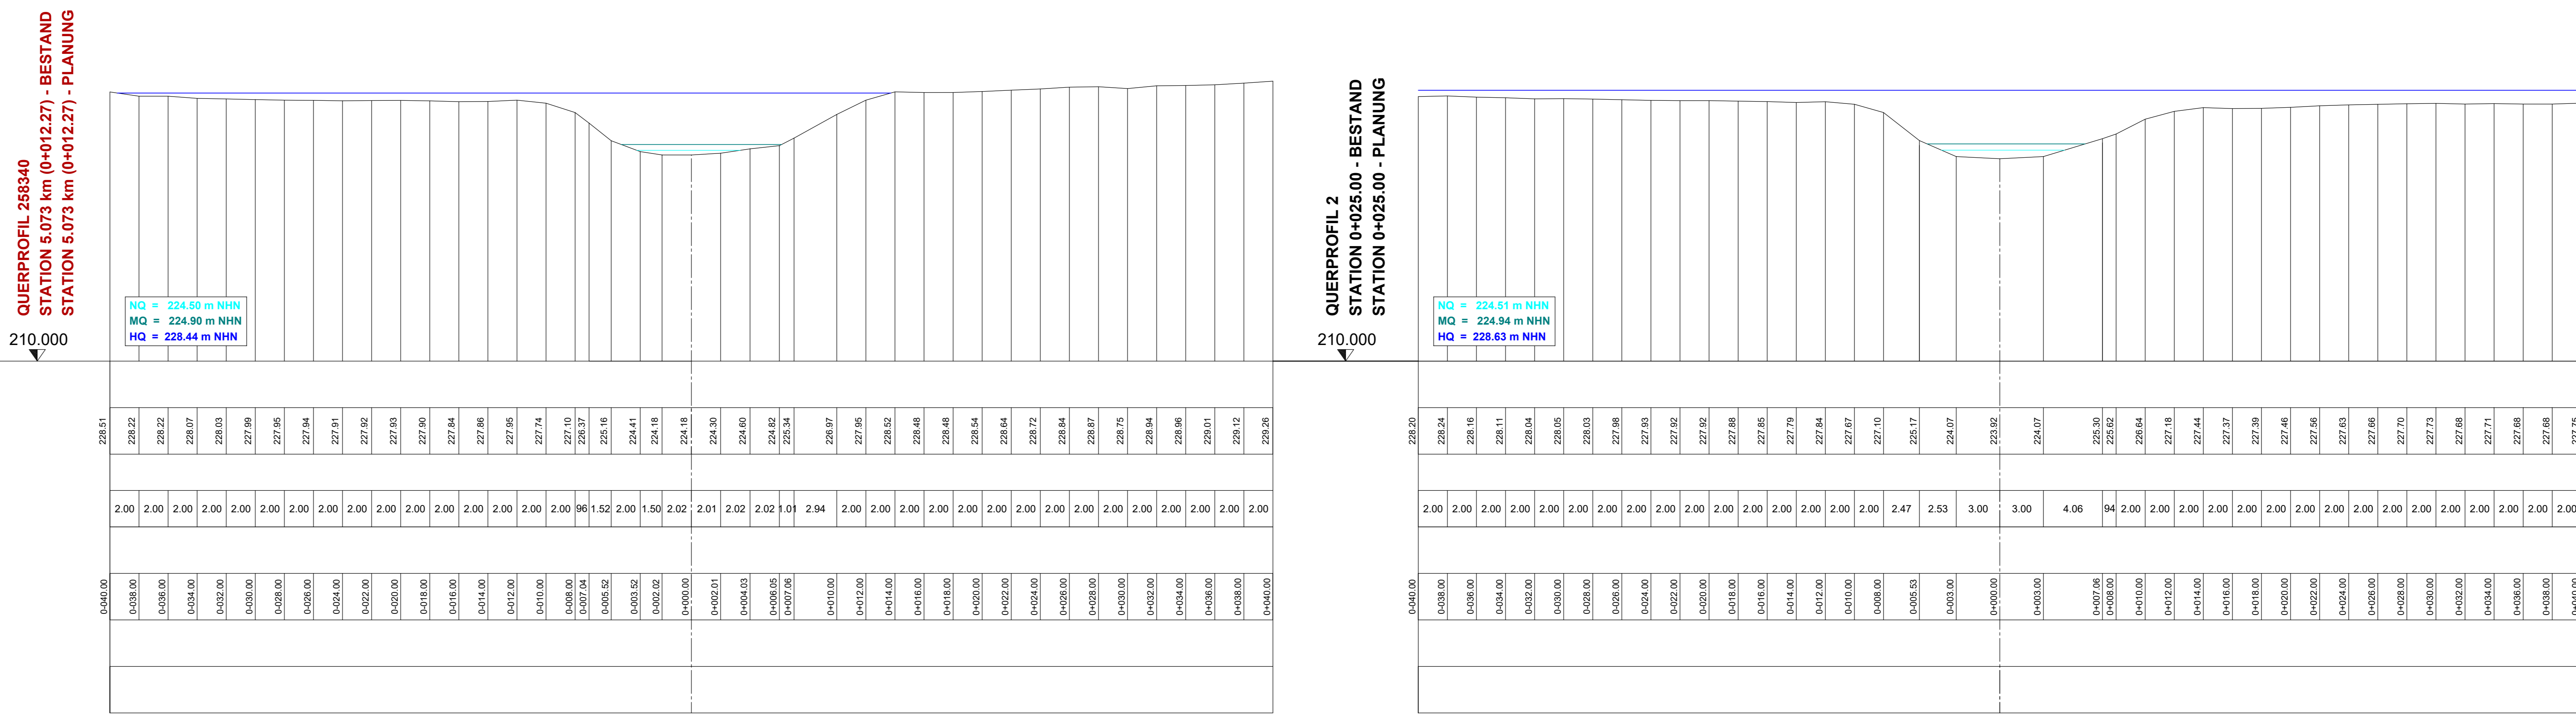 QUERPROFIL 258340
STATION 5.073 km (0+012.27) - BESTAND
STATION 5.073 km (0+012.27) - PLANUNG
210.000
NQ = 224.50 m NHN
MQ = 224.90 m NHN
HQ = 228.44 m NHN
228.51 228.22 228.22 228.07 228.03 227.99 227.95 227.94 227.91 227.92 227.93 227.90 227.84 227.86 227.95 227.74 227.10 226.37 225.16 224.41 224.18 224.18 224.30 224.60 224.82 225.34 226.97 227.95 228.52 228.48 228.48 228.54 228.64 228.72 228.84 228.87 228.75 228.94 228.96 229.01 229.12 229.26
2.00 2.00 2.00 2.00 2.00 2.00 2.00 2.00 2.00 2.00 2.00 2.00 2.00 2.00 2.00 2.00 96 1.52 2.00 1.50 2.02 2.01 2.02 2.02 1.01 2.94 2.00 2.00 2.00 2.00 2.00 2.00 2.00 2.00 2.00 2.00 2.00 2.00 2.00 2.00 2.00
0-040.00 0-038.00 0-036.00 0-034.00 0-032.00 0-030.00 0-028.00 0-026.00 0-024.00 0-022.00 0-020.00 0-018.00 0-016.00 0-014.00 0-012.00 0-010.00 0-008.00 0-007.04 0-005.52 0-003.52 0-002.02 0+000.00 0+002.01 0+004.03 0+006.05 0+007.06 0+010.00 0+012.00 0+014.00 0+016.00 0+018.00 0+020.00 0+022.00 0+024.00 0+026.00 0+028.00 0+030.00 0+032.00 0+034.00 0+036.00 0+038.00 0+040.00
QUERPROFIL 2
STATION 0+025.00 - BESTAND
STATION 0+025.00 - PLANUNG
210.000
NQ = 224.51 m NHN
MQ = 224.94 m NHN
HQ = 228.63 m NHN
228.20 228.24 228.16 228.11 228.04 228.05 228.03 227.98 227.93 227.92 227.92 227.88 227.85 227.79 227.84 227.67 227.10 225.17 224.07 223.92 224.07 225.30 225.62 226.64 227.18 227.44 227.37 227.39 227.46 227.56 227.63 227.66 227.70 227.73 227.68 227.71 227.68 227.68
2.00 2.00 2.00 2.00 2.00 2.00 2.00 2.00 2.00 2.00 2.00 2.00 2.00 2.00 2.00 2.00 2.47 2.53 3.00 3.00 4.06 94 2.00 2.00 2.00 2.00 2.00 2.00 2.00 2.00 2.00 2.00 2.00 2.00 2.00 2.00 2.00 2.00
0-040.00 0-038.00 0-036.00 0-034.00 0-032.00 0-030.00 0-028.00 0-026.00 0-024.00 0-022.00 0-020.00 0-018.00 0-016.00 0-014.00 0-012.00 0-010.00 0-008.00 0-005.53 0-003.00 0+000.00 0+003.00 0+007.06 0+008.00 0+010.00 0+012.00 0+014.00 0+016.00 0+018.00 0+020.00 0+022.00 0+024.00 0+026.00 0+028.00 0+030.00 0+032.00 0+034.00 0+036.00 0+038.00 0+040.00